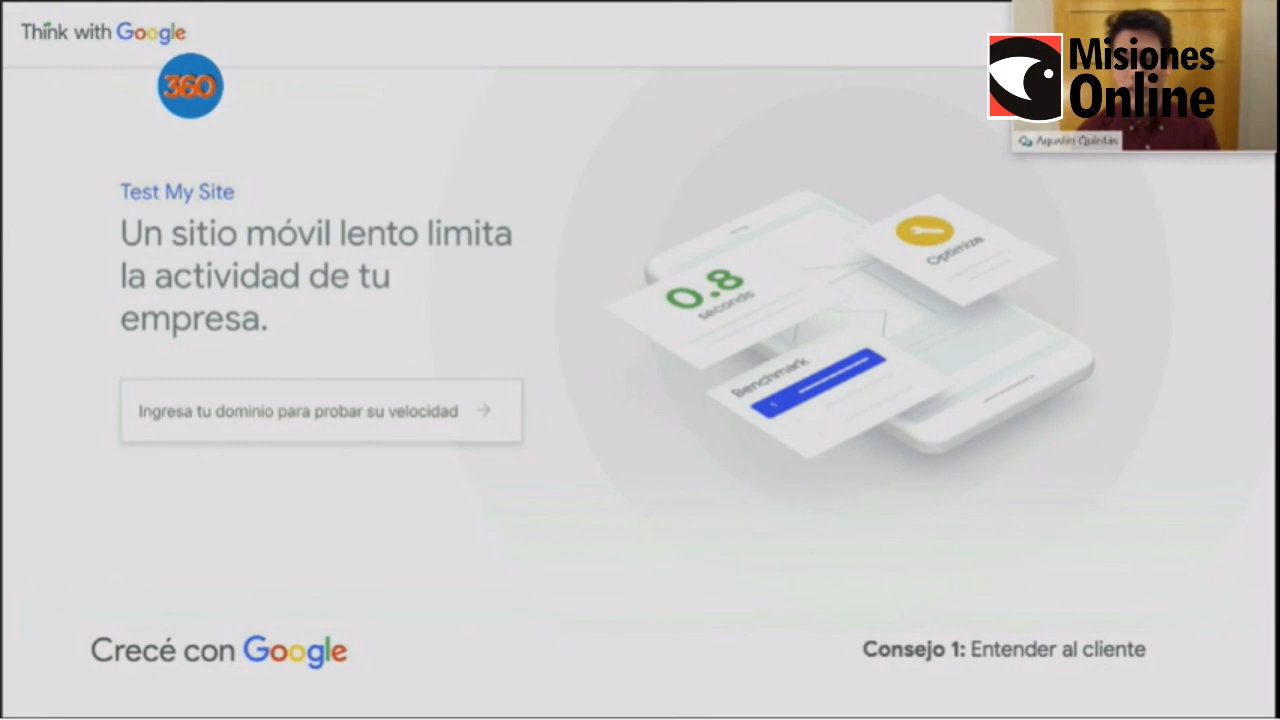 Think with Google
360
Misiones
Online
Agustín Quintás
Test My Site
Un sitio móvil lento limita
la actividad de tu
empresa.
Ingresa tu dominio para probar su velocidad
0.8
seconds
Optimize
Benchmark
Crecé con Google
Consejo 1: Entender al cliente